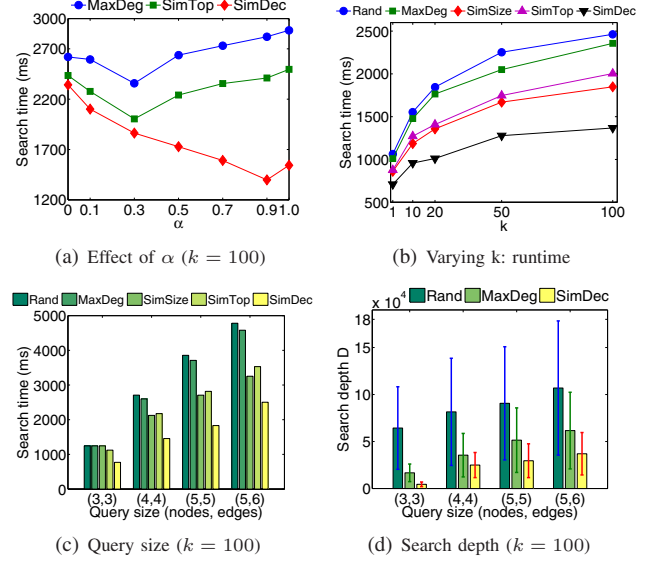 MaxDeg SimTop SimDec
3000
2700
2200
1700
1200
Search time (ms)
0 0.1 0.3 0.5 0.7 0.91.0
α
(a) Effect of α (k = 100)
Rand MaxDeg SimSize SimTop SimDec
2500
2000
1500
1000
500
Search time (ms)
1 10 20 50 100
k
(b) Varying k: runtime
Rand MaxDeg SimSize SimTop SimDec
5000
4000
3000
2000
1000
0
Search time (ms)
(3,3) (4,4) (5,5) (5,6)
Query size (nodes, edges)
(c) Query size (k = 100)
Rand MaxDeg SimDec
x 10^4
18
15
10
5
0
Search depth D
(3,3) (4,4) (5,5) (5,6)
Query size (nodes, edges)
(d) Search depth (k = 100)